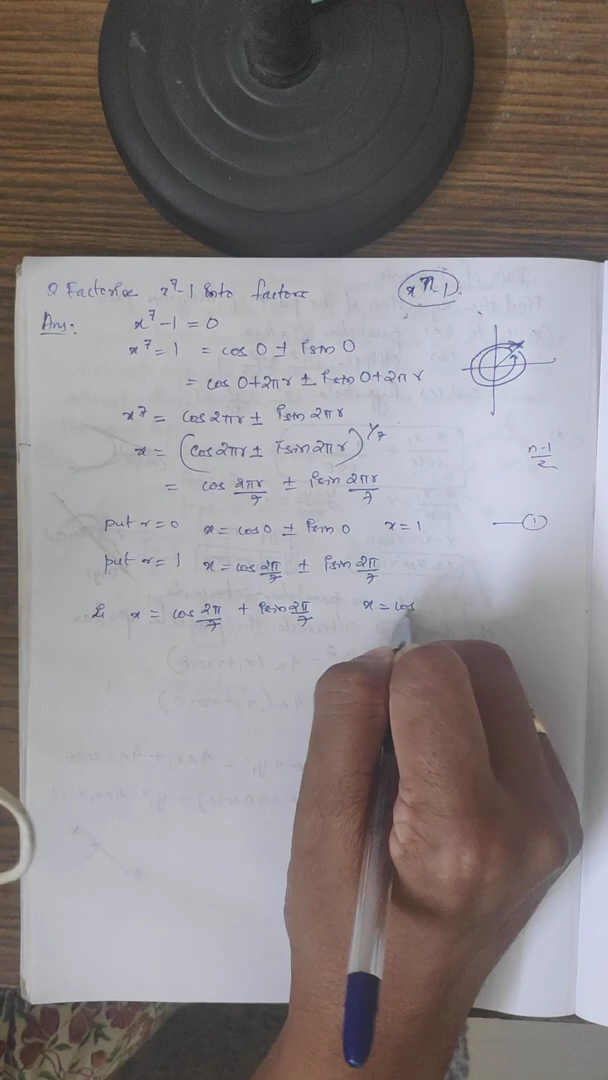 Q Factorise x⁷-1 into factors
xⁿ-1
Ans: x⁷-1 = 0
x⁷ = 1 = cos 0 ± i sin 0
= cos 0+2πr ± i sin 0+2πr
x⁷ = cos 2πr ± i sin 2πr
x = (cos 2πr ± i sin 2πr)^1/7
n-1/2
= cos 2πr/7 ± i sin 2πr/7
put r=0 x = cos 0 ± i sin 0 x = 1 —①
put r=1 x = cos 2π/7 ± i sin 2π/7
x = cos 2π/7 + i sin 2π/7 x = cos